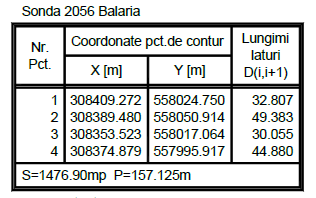 Sonda 2056 Balaria
Nr. Pct. Coordonate pct.de contur Lungimi laturi D(i,i+1)
X [m] Y [m]
1 308409.272 558024.750 32.807
2 308389.480 558050.914 49.383
3 308353.523 558017.064 30.055
4 308374.879 557995.917 44.880
S=1476.90mp P=157.125m